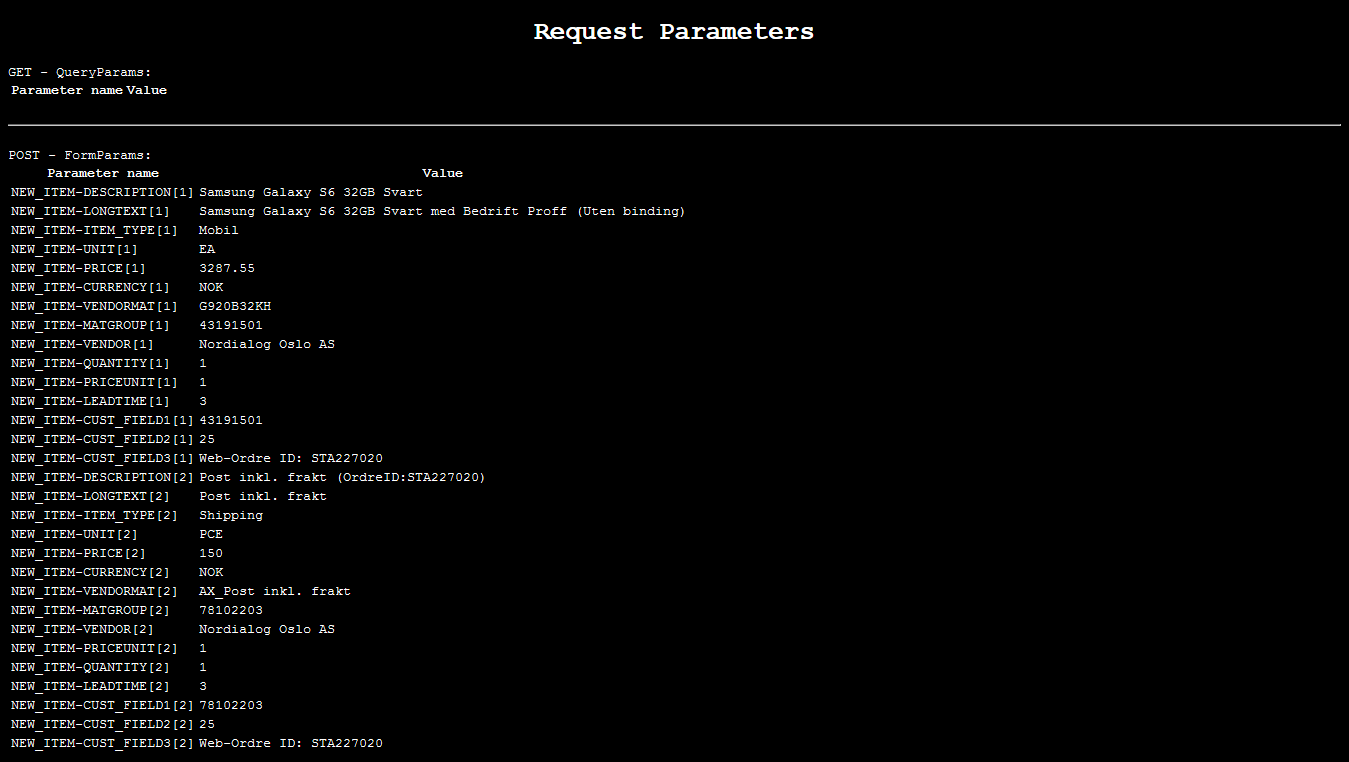 Request Parameters
GET - QueryParams:
Parameter name Value
POST - FormParams:
Parameter name Value
NEW_ITEM-DESCRIPTION[1] Samsung Galaxy S6 32GB Svart
NEW_ITEM-LONGTEXT[1] Samsung Galaxy S6 32GB Svart med Bedrift Proff (Uten binding)
NEW_ITEM-ITEM_TYPE[1] Mobil
NEW_ITEM-UNIT[1] EA
NEW_ITEM-PRICE[1] 3287.55
NEW_ITEM-CURRENCY[1] NOK
NEW_ITEM-VENDORMAT[1] G920B32KH
NEW_ITEM-MATGROUP[1] 43191501
NEW_ITEM-VENDOR[1] Nordialog Oslo AS
NEW_ITEM-QUANTITY[1] 1
NEW_ITEM-PRICEUNIT[1] 1
NEW_ITEM-LEADTIME[1] 3
NEW_ITEM-CUST_FIELD1[1] 43191501
NEW_ITEM-CUST_FIELD2[1] 25
NEW_ITEM-CUST_FIELD3[1] Web-Ordre ID: STA227020
NEW_ITEM-DESCRIPTION[2] Post inkl. frakt (OrdreID:STA227020)
NEW_ITEM-LONGTEXT[2] Post inkl. frakt
NEW_ITEM-ITEM_TYPE[2] Shipping
NEW_ITEM-UNIT[2] PCE
NEW_ITEM-PRICE[2] 150
NEW_ITEM-CURRENCY[2] NOK
NEW_ITEM-VENDORMAT[2] AX_Post inkl. frakt
NEW_ITEM-MATGROUP[2] 78102203
NEW_ITEM-VENDOR[2] Nordialog Oslo AS
NEW_ITEM-PRICEUNIT[2] 1
NEW_ITEM-QUANTITY[2] 1
NEW_ITEM-LEADTIME[2] 3
NEW_ITEM-CUST_FIELD1[2] 78102203
NEW_ITEM-CUST_FIELD2[2] 25
NEW_ITEM-CUST_FIELD3[2] Web-Ordre ID: STA227020